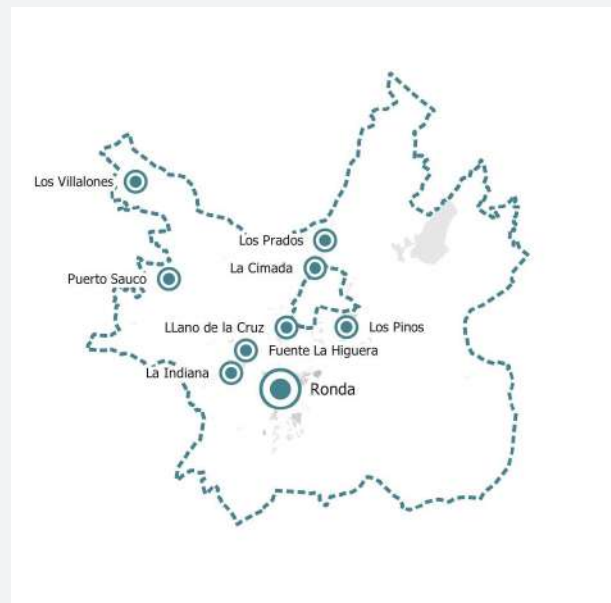 Los Villalones
Los Prados
La Cimada
Puerto Sauco
LLano de la Cruz
Los Pinos
Fuente La Higuera
La Indiana
Ronda